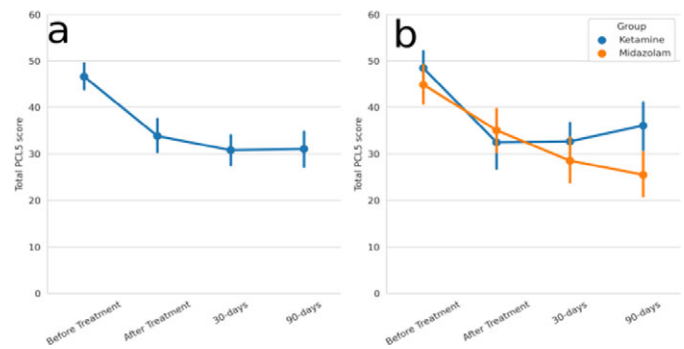 a
60
50
40
30
20
10
0
Total PCL5 score
Before Treatment
After Treatment
30-days
90-days
b
60
50
40
30
20
10
0
Total PCL5 score
Group
Ketamine
Midazolam
Before Treatment
After Treatment
30-days
90-days